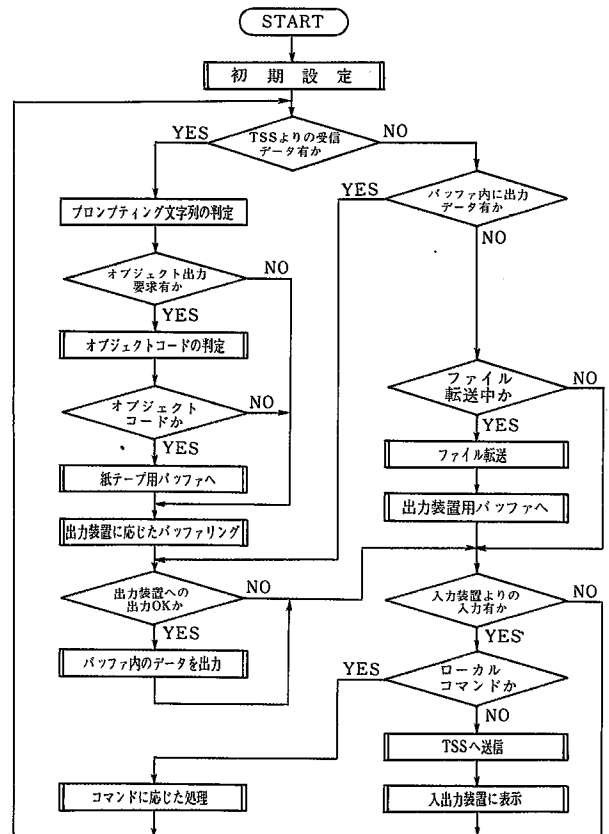 START
初期設定
YES
TSSよりの受信
データ有か
NO
プロンプティング文字列の判定
YES
バッファ内に出力
データ有か
NO
オブジェクト出力
要求有か
NO
YES
オブジェクトコードの判定
オブジェクト
コードか
NO
YES
紙テープ用バッファへ
出力装置に応じたバッファリング
ファイル
転送中か
NO
YES
ファイル転送
出力装置用バッファへ
出力装置への
出力OKか
NO
YES
バッファ内のデータを出力
入力装置よりの
入力有か
NO
YES
YES
ローカル
コマンドか
NO
TSSへ送信
コマンドに応じた処理
入出力装置に表示